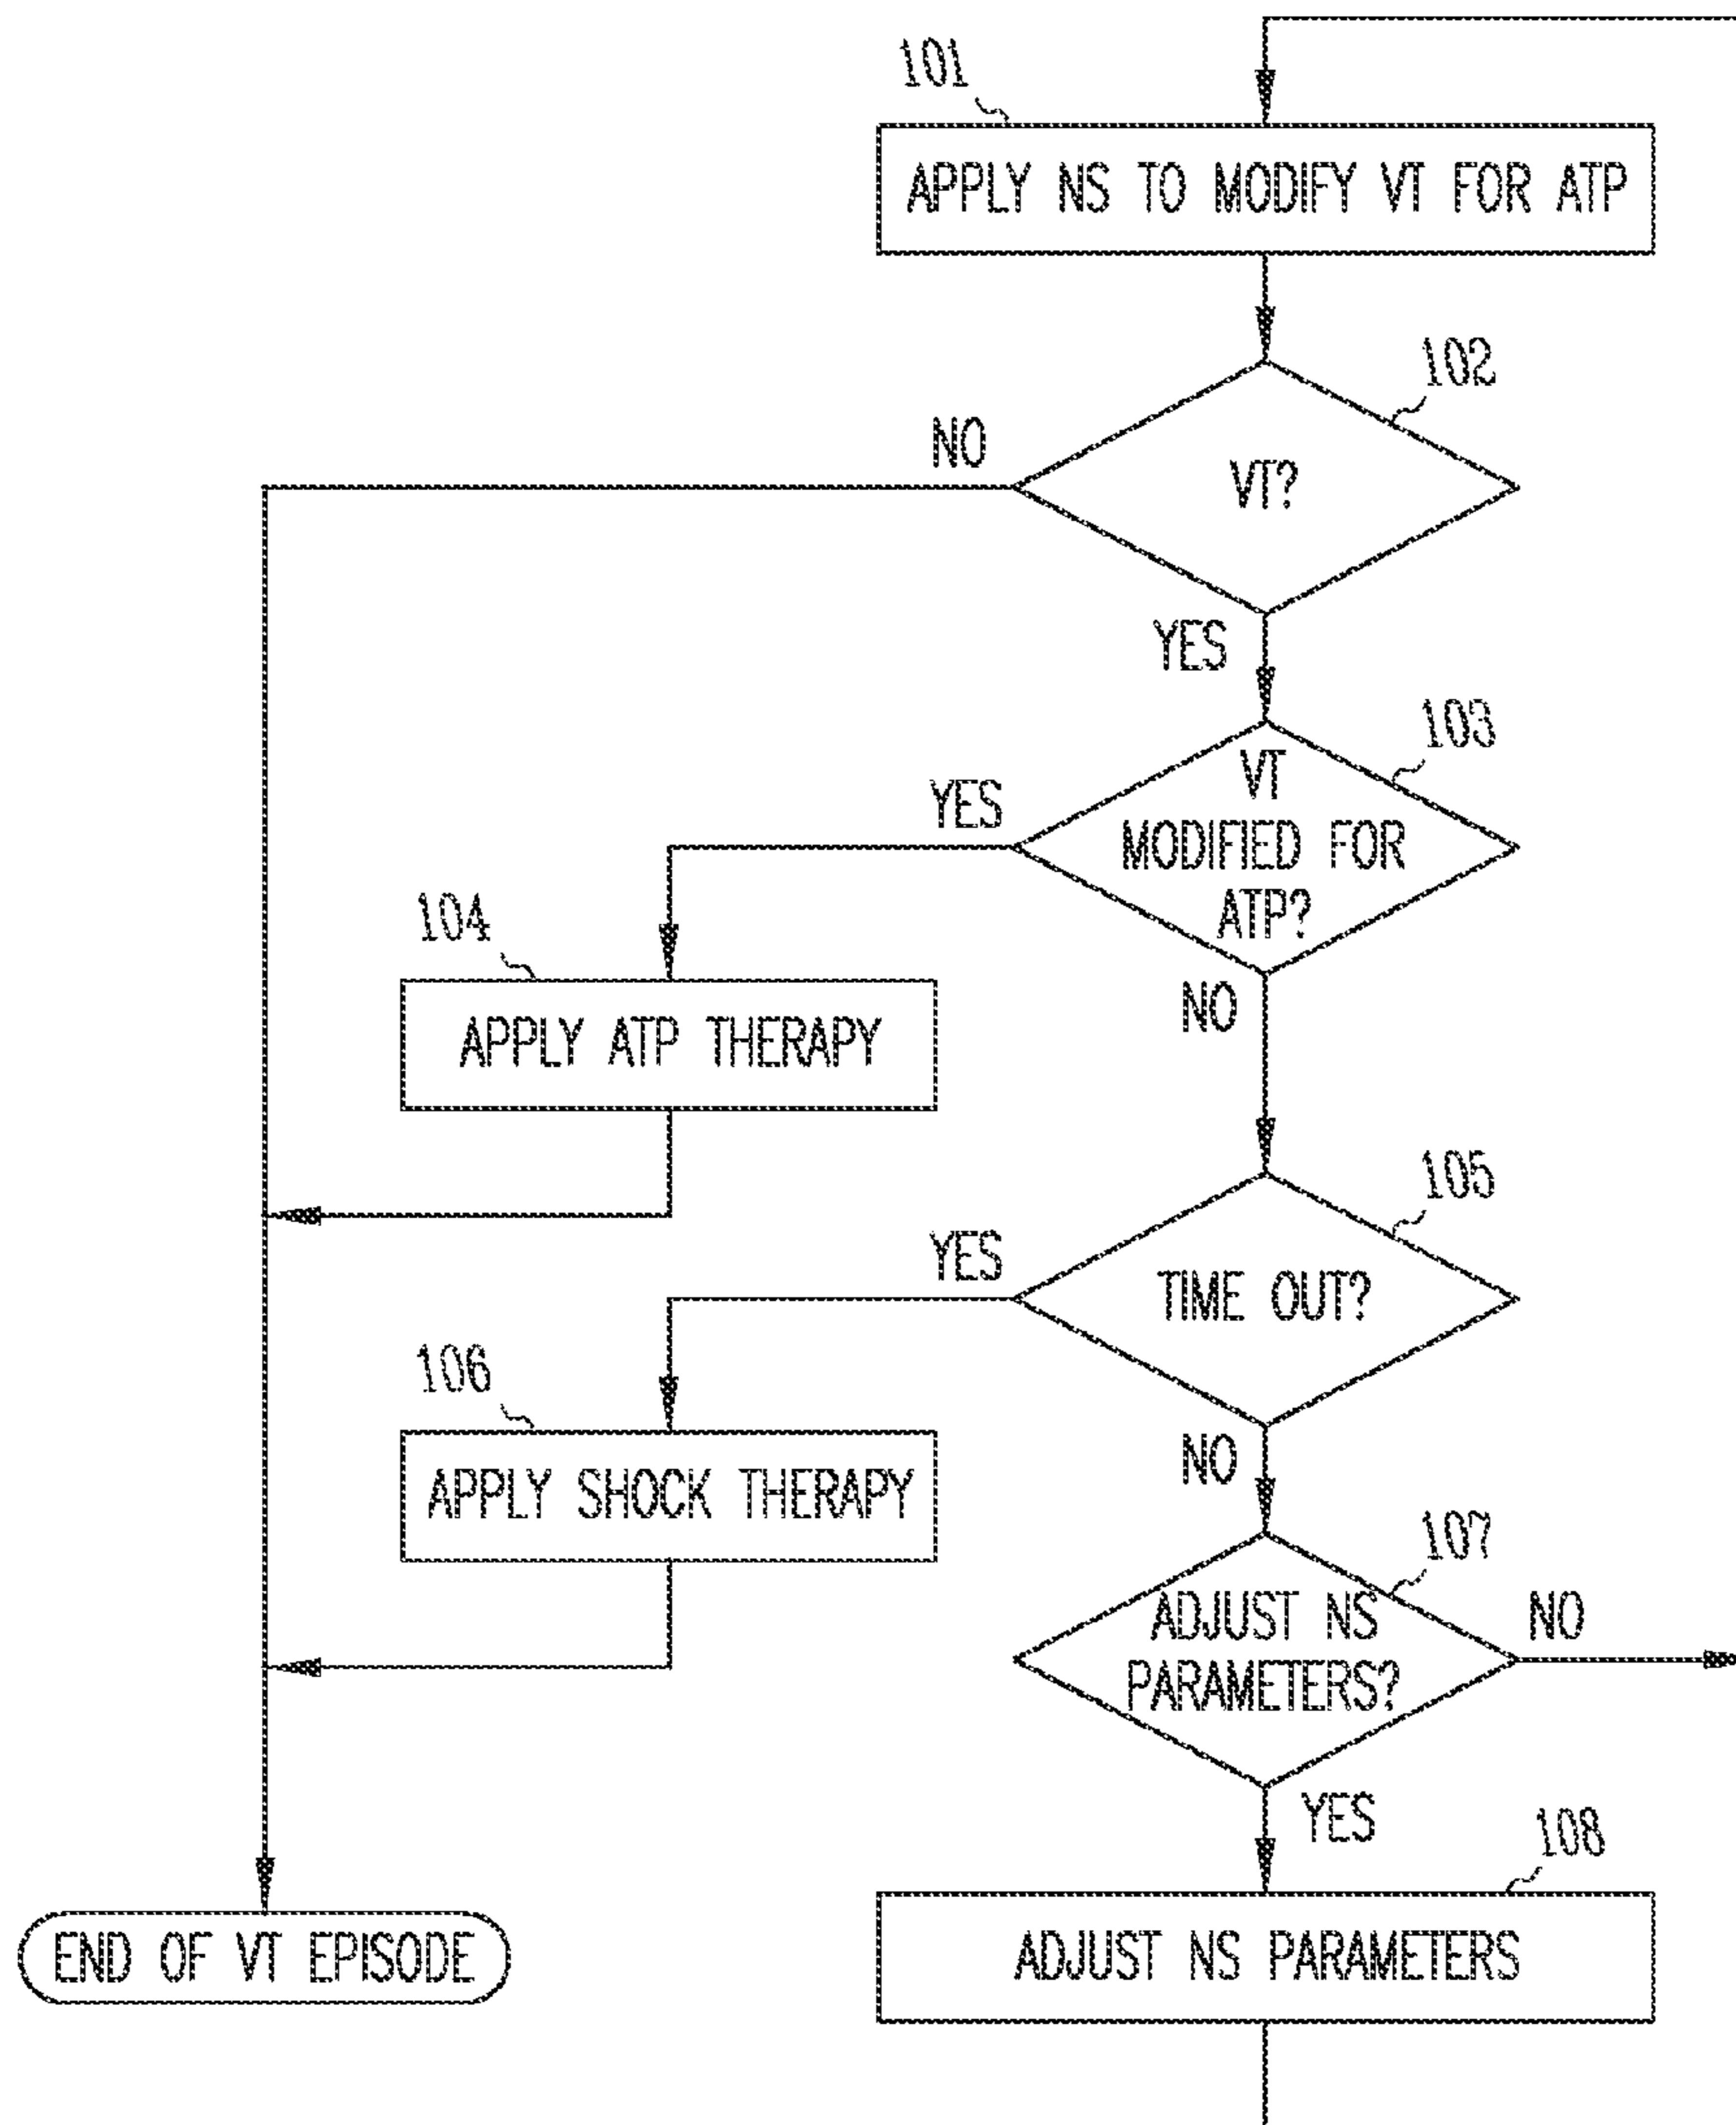 101
APPLY NS TO MODIFY VT FOR ATP
102
NO
VT?
YES
103
VT
YES
MODIFIED FOR
ATP?
104
NO
APPLY ATP THERAPY
105
YES
TIME OUT?
106
NO
APPLY SHOCK THERAPY
107
ADJUST NS
NO
PARAMETERS?
YES
108
END OF VT EPISODE
ADJUST NS PARAMETERS